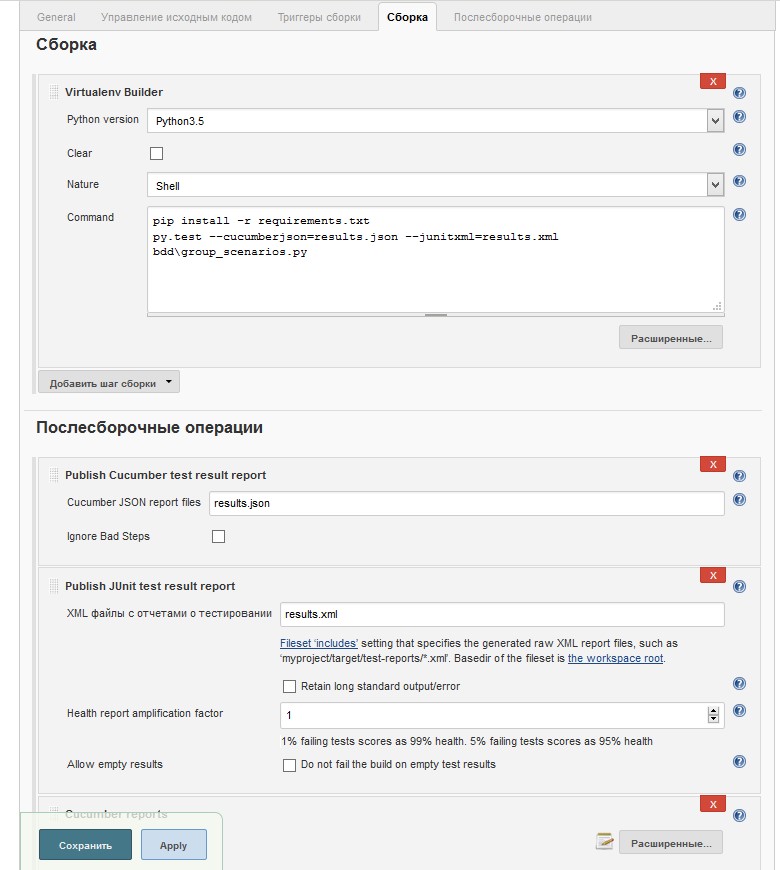 General Управление исходным кодом Триггеры сборки Сборка Послесборочные операции
Сборка
X
Virtualenv Builder
Python version Python3.5
Clear
Nature Shell
Command
pip install -r requirements.txt
py.test --cucumberjson=results.json --junitxml=results.xml
bdd\group_scenarios.py
Расширенные...
Добавить шаг сборки
Послесборочные операции
X
Publish Cucumber test result report
Cucumber JSON report files results.json
Ignore Bad Steps
X
Publish JUnit test result report
XML файлы с отчетами о тестировании results.xml
Fileset 'includes' setting that specifies the generated raw XML report files, such as
'myproject/target/test-reports/*.xml'. Basedir of the fileset is the workspace root.
Retain long standard output/error
Health report amplification factor 1
1% failing tests scores as 99% health. 5% failing tests scores as 95% health
Allow empty results Do not fail the build on empty test results
X
Cucumber reports
Сохранить Apply Расширенные...